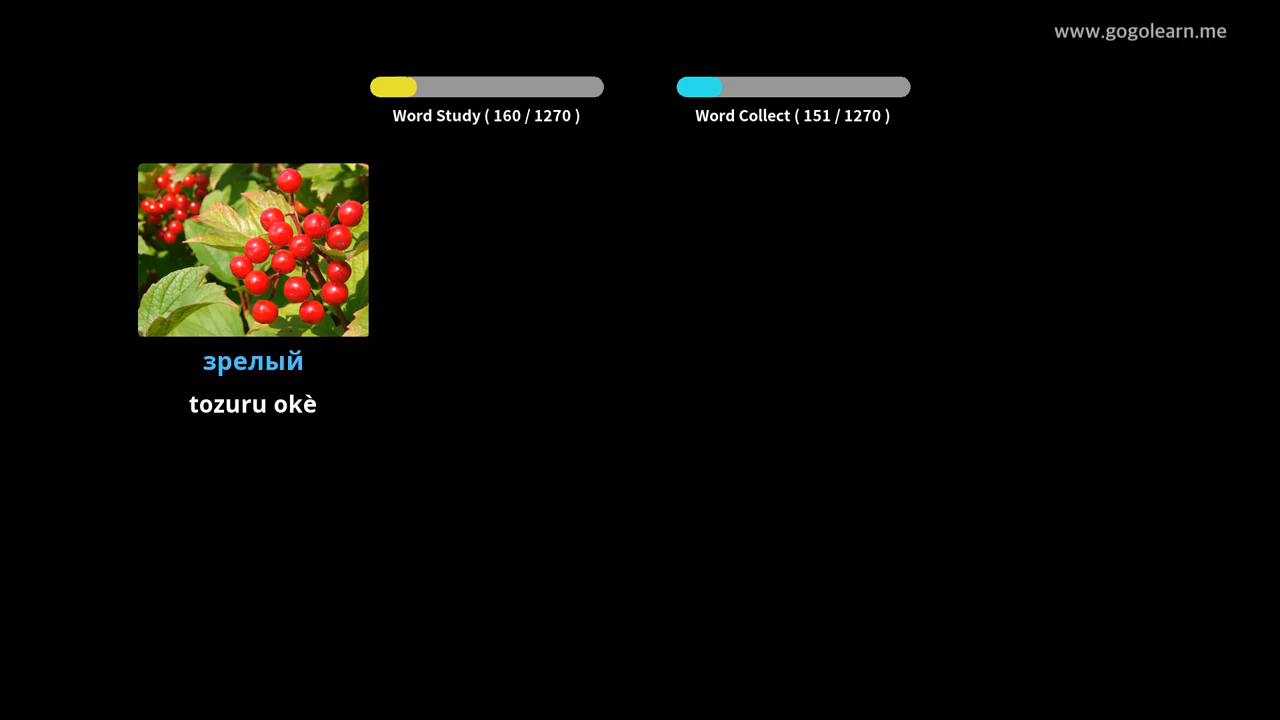 www.gogolearn.me
Word Study ( 160 / 1270 )
Word Collect ( 151 / 1270 )
зрелый
tozuru okè